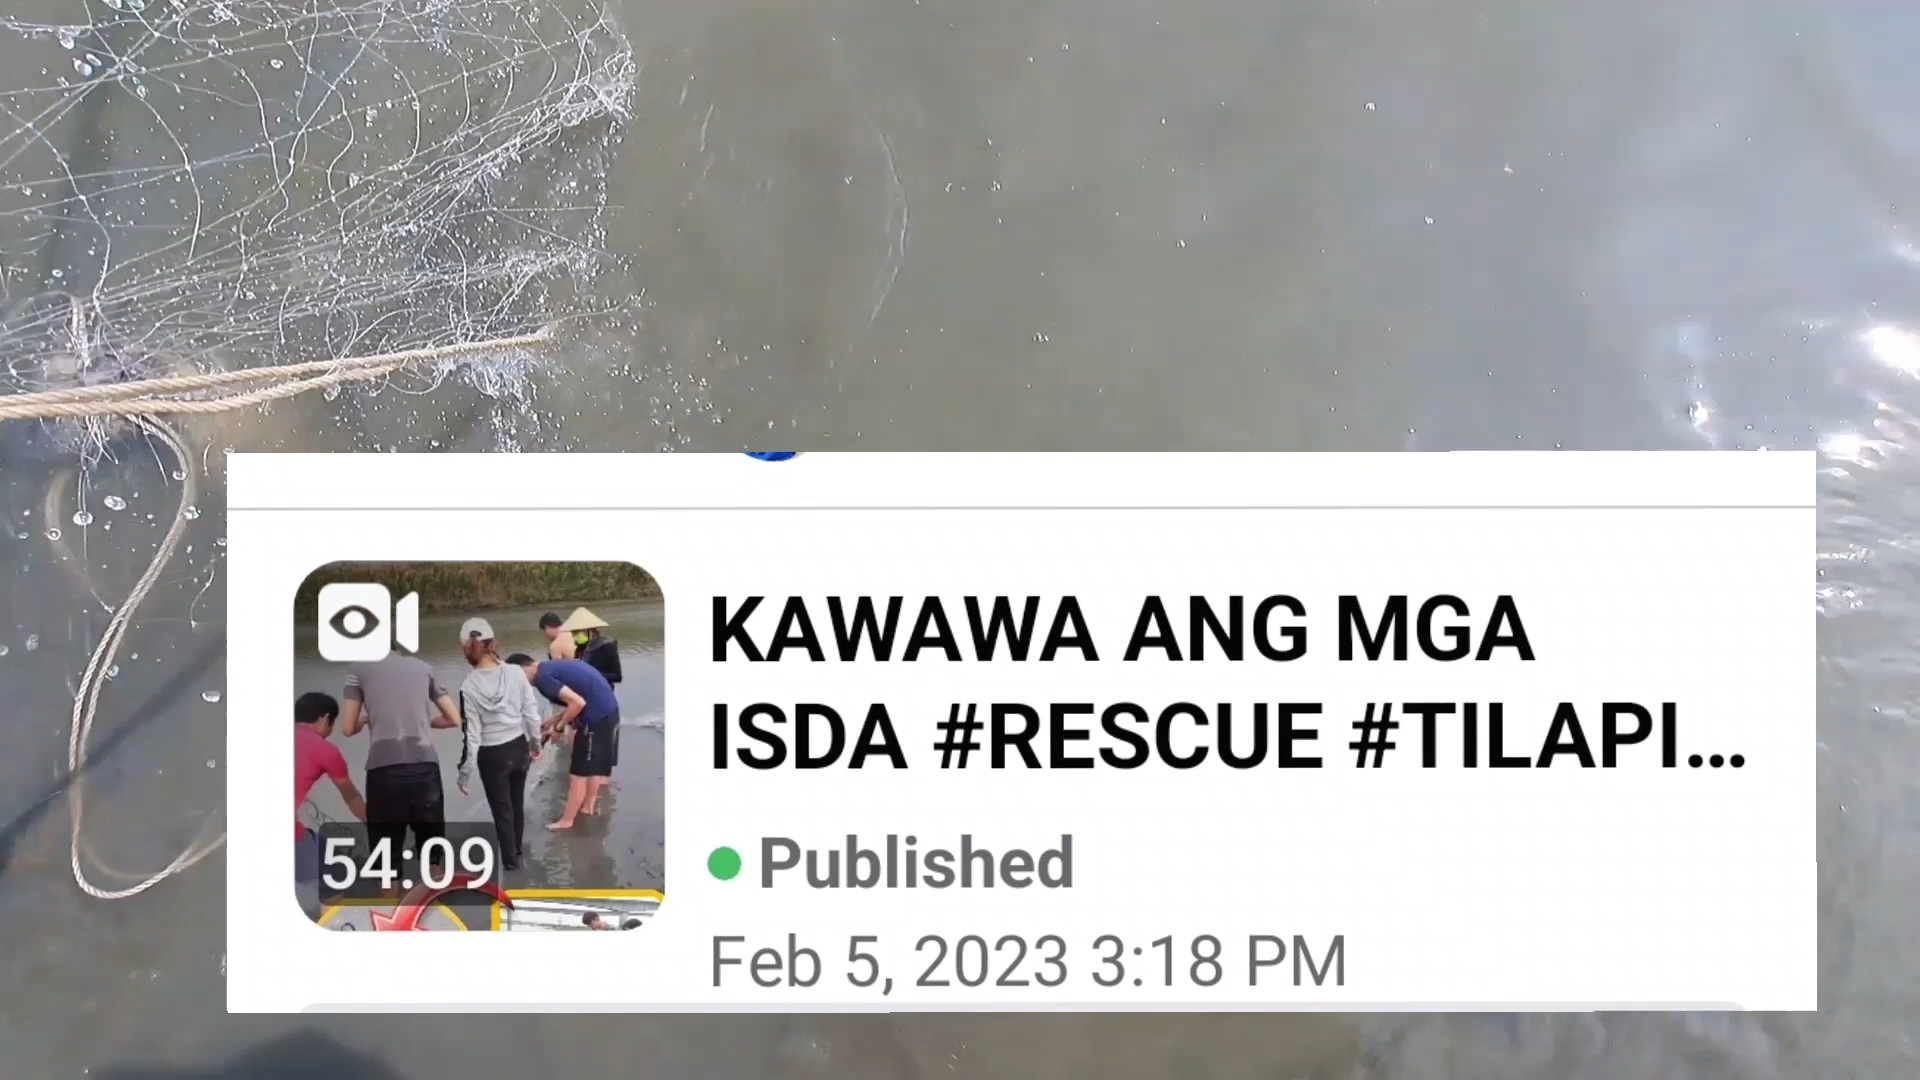 KAWAWA ANG MGA
ISDA #RESCUE #TILAPI...
54:09
Published
Feb 5, 2023 3:18 PM